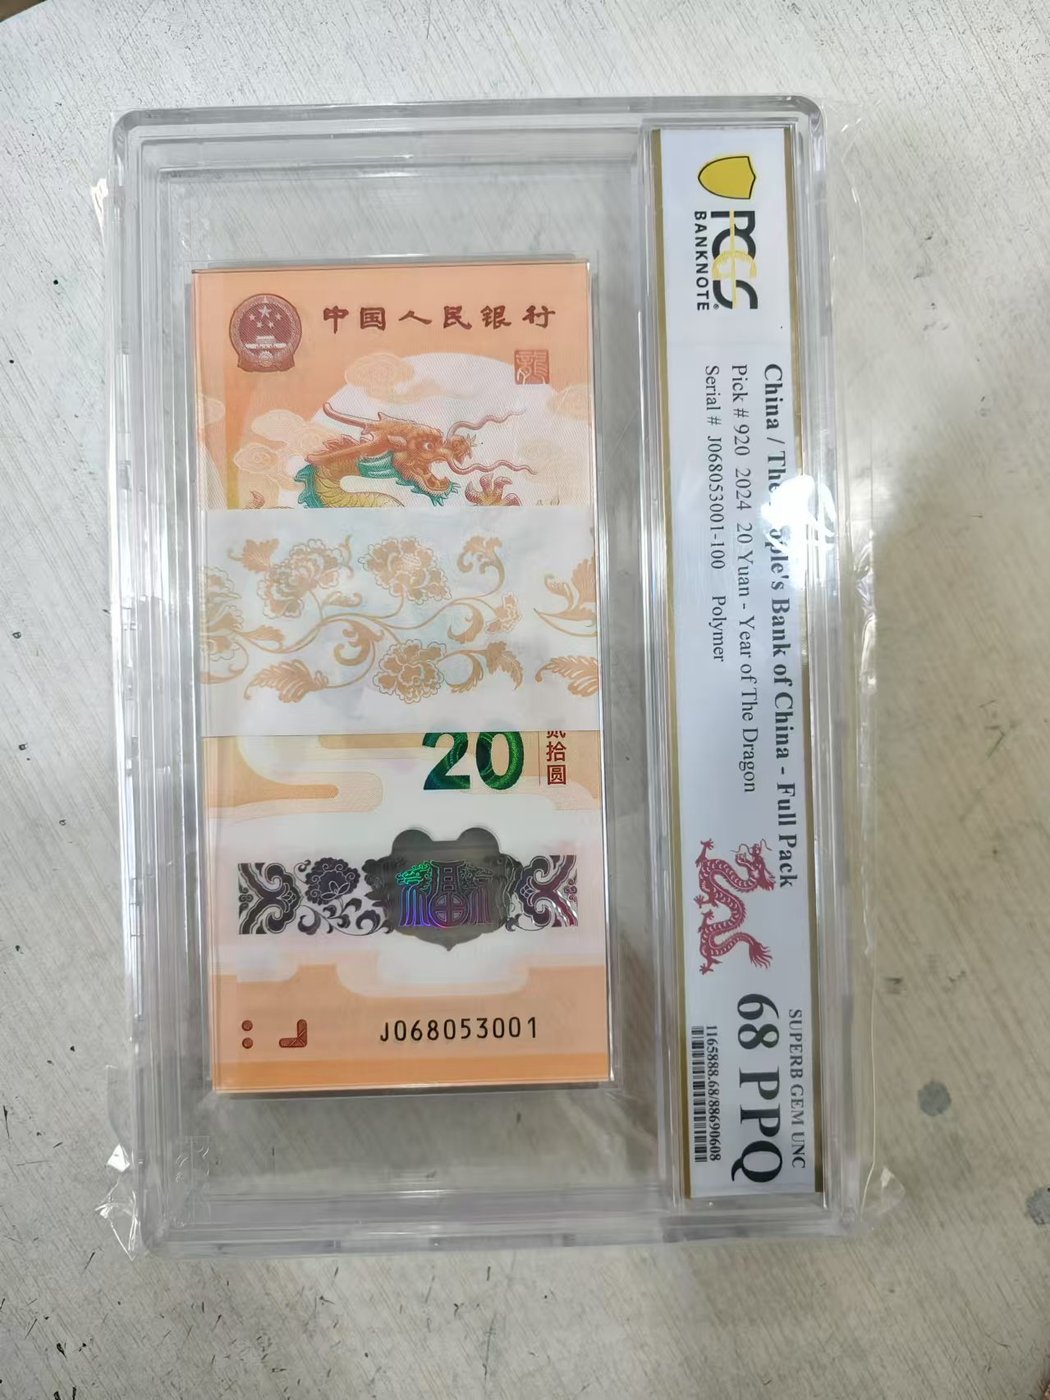 中国人民银行
龍
20
拾圆
J068053001
PCGS
BANKNOTE
China / The People's Bank of China - Full Pack
Pick # 920 2024 20 Yuan - Year of The Dragon
Serial # J068053001-100 Polymer
SUPERB GEM UNC
68 PPQ
1165888.68/88690608